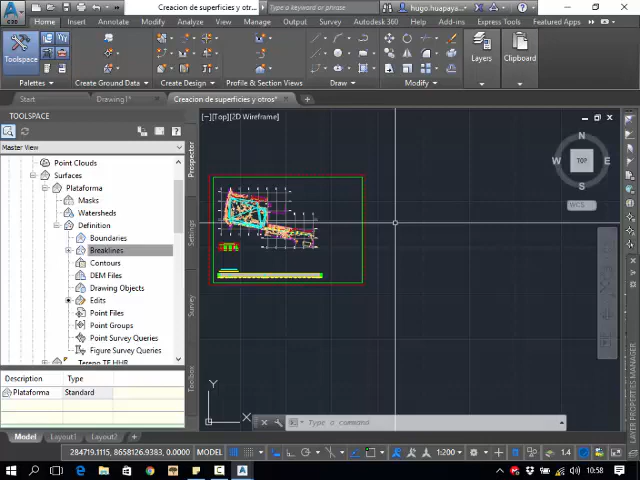 Creacion de superficies y otr...
Type a keyword or phrase
hugo.huapaya...
Home Insert Annotate Modify Analyze View Manage Output Survey Autodesk 360 Help Add-ins Express Tools
Toolspace
Layers
Clipboard
Palettes Create Ground Data Create Design Profile & Section Views Draw Modify
Start Drawing1* Creacion de superficies y otros*
TOOLSPACE
[−][Top][2D Wireframe]
Master View
Point Clouds
Surfaces
Plataforma
Masks
Watersheds
Definition
Boundaries
Breaklines
Contours
DEM Files
Drawing Objects
Edits
Point Files
Point Groups
Point Survey Queries
Figure Survey Queries
Terreno TF HHR
Prospector
Settings
Survey
Toolbox
N
W TOP E
S
WCS
Description Type
Plataforma Standard
Y
X
Type a command
LAYER PROPERTIES MANAGER
Model Layout1 Layout2
284719.1115, 8658126.9383, 0.0000 MODEL 1:200 1.4
10:58